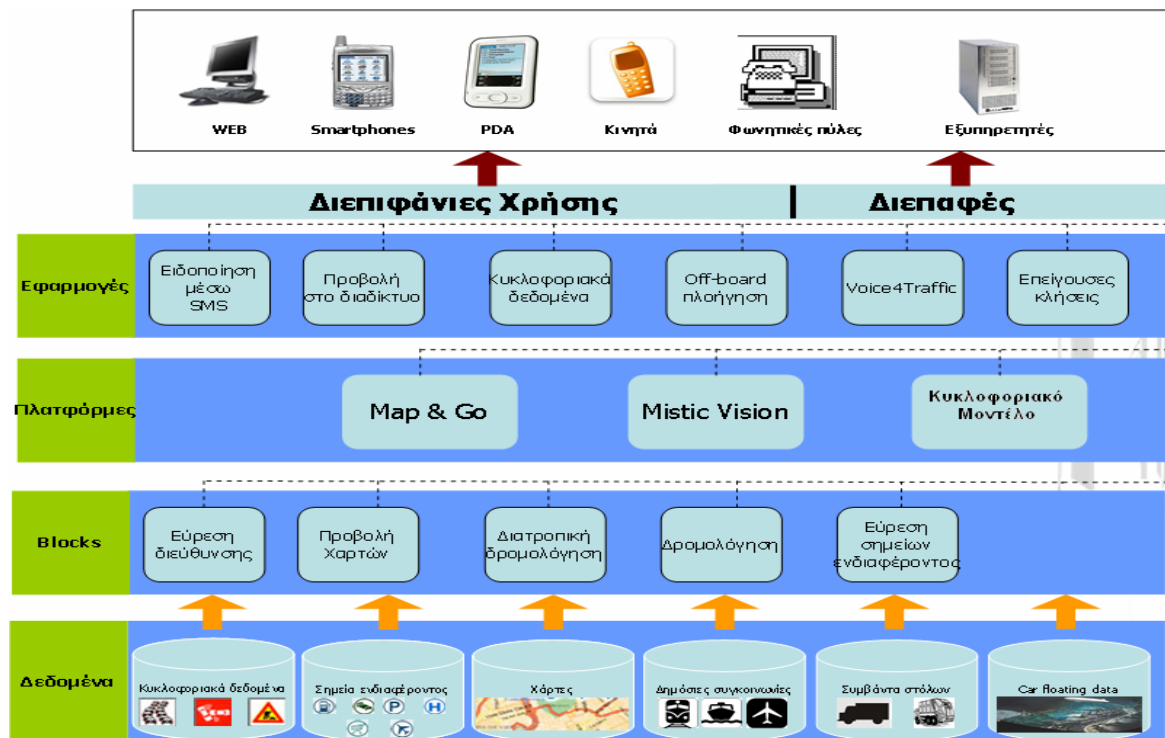 WEB
Smartphones
PDA
Κινητά
Φωνητικές πύλες
Εξυπηρετητές
Διεπιφάνιες Χρήσης
Διεπαφές
Εφαρμογές
Ειδοποίηση
μέσω
SMS
Προβολή
στο διαδίκτυο
Κυκλοφοριακά
δεδομένα
Off-board
πλοήγηση
Voice4Traffic
Επείγουσες
κλήσεις
Πλατφόρμες
Map & Go
Mistic Vision
Κυκλοφοριακό
Μοντέλο
Blocks
Εύρεση
διεύθυνσης
Προβολή
Χαρτών
Διατροπική
δρομολόγηση
Δρομολόγηση
Εύρεση
σημείων
ενδιαφέροντος
Δεδομένα
Κυκλοφοριακά δεδομένα
Σημεία ενδιαφέροντος
P
H
Χάρτες
Δημόσιες συγκοινωνίες
Συμβάντα στόλων
Car floating data